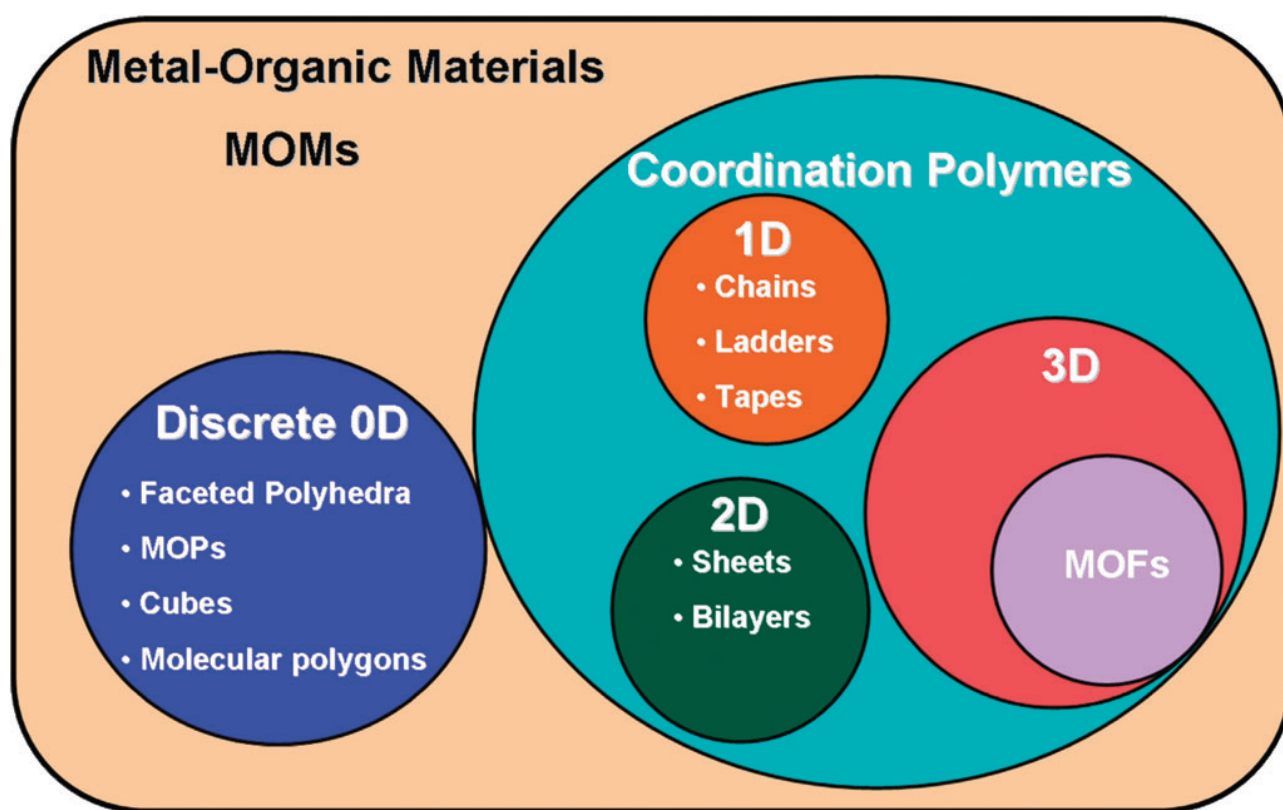 Metal-Organic Materials
MOMs
Coordination Polymers
1D
• Chains
• Ladders
• Tapes
3D
MOFs
2D
• Sheets
• Bilayers
Discrete 0D
• Faceted Polyhedra
• MOPs
• Cubes
• Molecular polygons